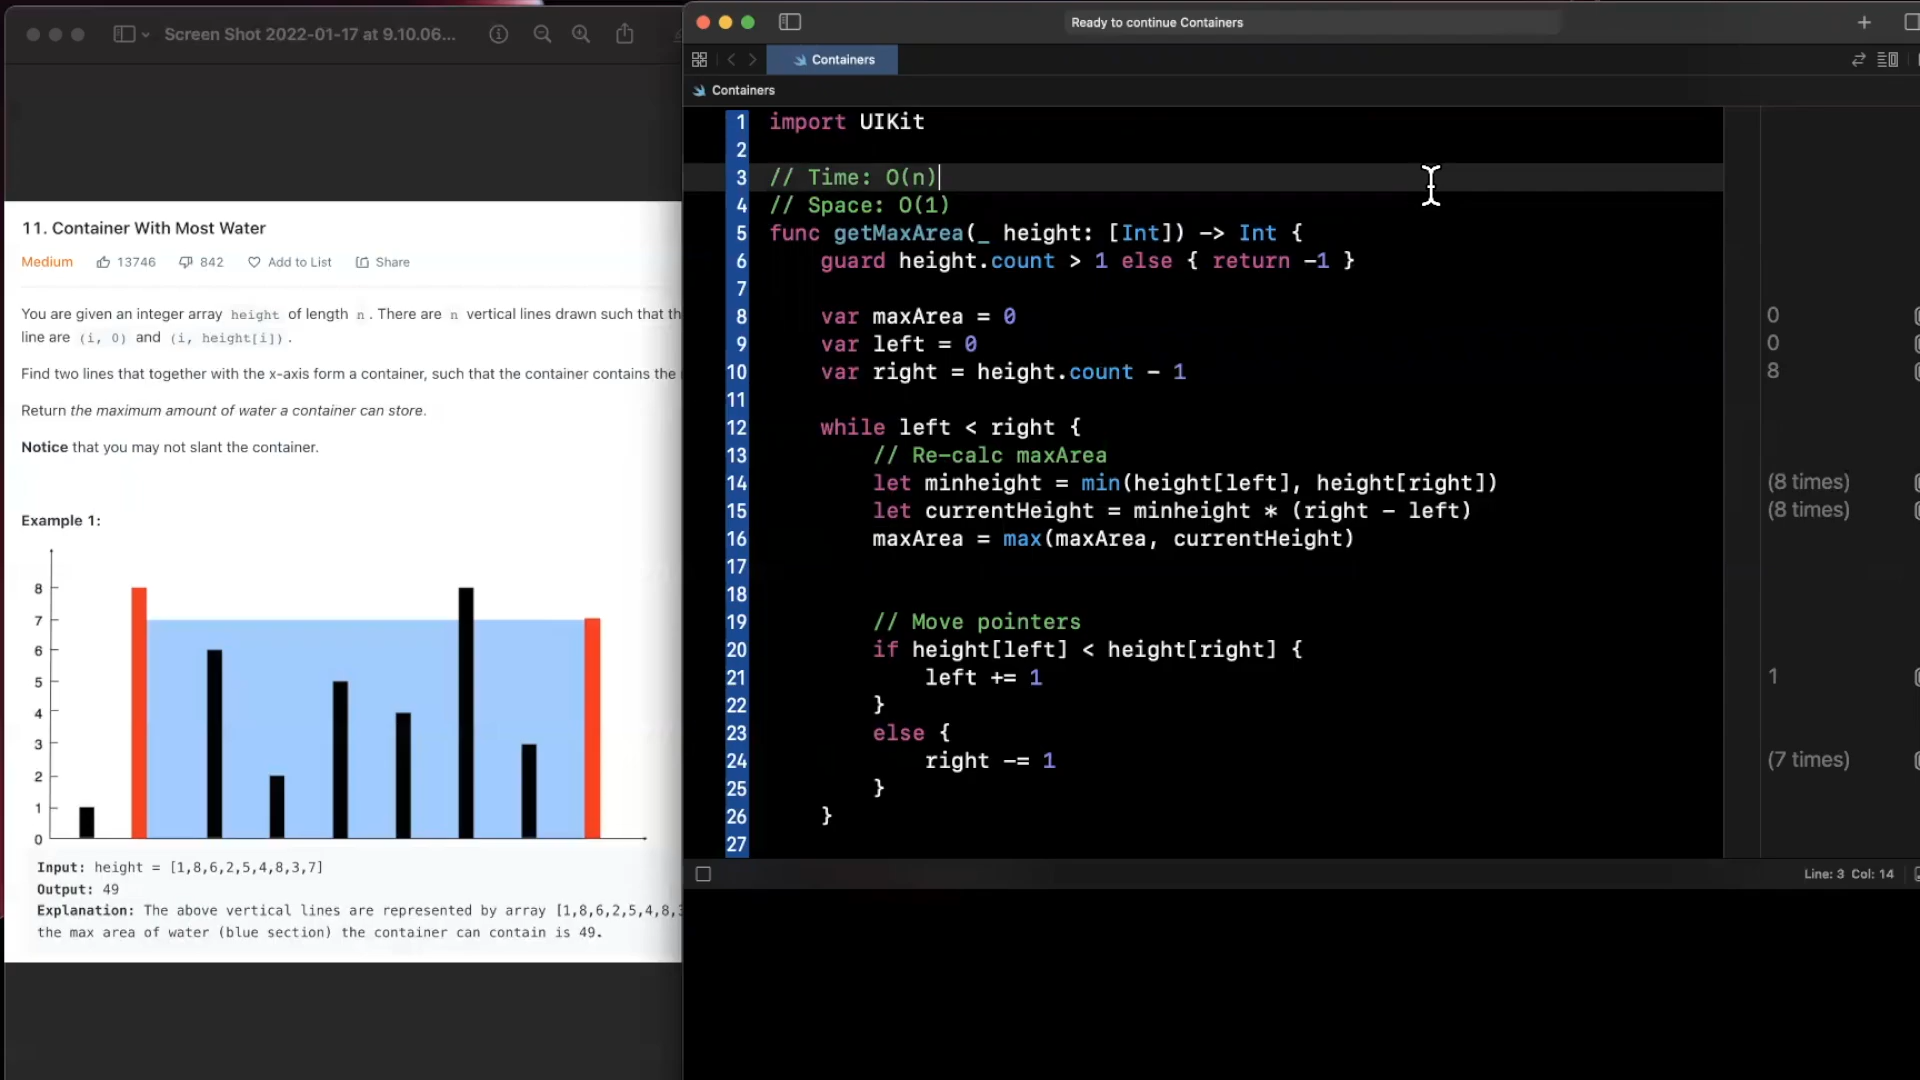 Screen Shot 2022-01-17 at 9.10.06...
11. Container With Most Water
Medium 13746 842 Add to List Share
You are given an integer array height of length n. There are n vertical lines drawn such that th
line are (i, 0) and (i, height[i]).
Find two lines that together with the x-axis form a container, such that the container contains the
Return the maximum amount of water a container can store.
Notice that you may not slant the container.
Example 1:
8
7
6
5
4
3
2
1
0
Input: height = [1,8,6,2,5,4,8,3,7]
Output: 49
Explanation: The above vertical lines are represented by array [1,8,6,2,5,4,8,3
the max area of water (blue section) the container can contain is 49.
Ready to continue Containers
Containers
Containers
1 import UIKit
2
3 // Time: O(n)
4 // Space: O(1)
5 func getMaxArea(_ height: [Int]) -> Int {
6 guard height.count > 1 else { return -1 }
7
8 var maxArea = 0
9 var left = 0
10 var right = height.count - 1
11
12 while left < right {
13 // Re-calc maxArea
14 let minheight = min(height[left], height[right])
15 let currentHeight = minheight * (right - left)
16 maxArea = max(maxArea, currentHeight)
17
18
19 // Move pointers
20 if height[left] < height[right] {
21 left += 1
22 }
23 else {
24 right -= 1
25 }
26 }
27
0
0
8
(8 times)
(8 times)
1
(7 times)
Line: 3 Col: 14